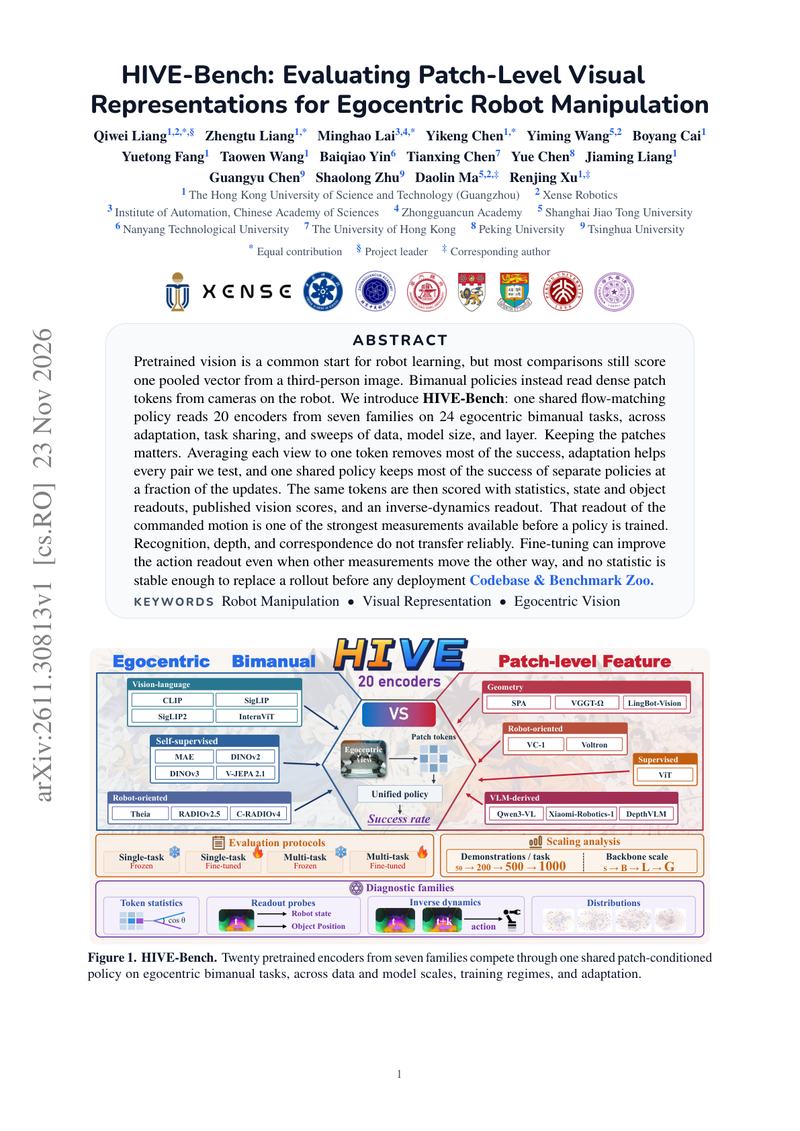 HIVE-Bench: Evaluating Patch-Level Visual
Representations for Egocentric Robot Manipulation
Qiwei Liang1,2,*,§ Zhengtu Liang1,* Minghao Lai3,4,* Yikeng Chen1,* Yiming Wang5,2 Boyang Cai1
Yuetong Fang1 Taowen Wang1 Baiqiao Yin6 Tianxing Chen7 Yue Chen8 Jiaming Liang1
Guangyu Chen9 Shaolong Zhu9 Daolin Ma5,2,‡ Renjing Xu1,‡
1 The Hong Kong University of Science and Technology (Guangzhou) 2 Xense Robotics
3 Institute of Automation, Chinese Academy of Sciences 4 Zhongguancun Academy 5 Shanghai Jiao Tong University
6 Nanyang Technological University 7 The University of Hong Kong 8 Peking University 9 Tsinghua University
* Equal contribution § Project leader ‡ Corresponding author
XENSE
arXiv:2611.30813v1 [cs.RO] 23 Nov 2026
ABSTRACT
Pretrained vision is a common start for robot learning, but most comparisons still score
one pooled vector from a third-person image. Bimanual policies instead read dense patch
tokens from cameras on the robot. We introduce HIVE-Bench: one shared flow-matching
policy reads 20 encoders from seven families on 24 egocentric bimanual tasks, across
adaptation, task sharing, and sweeps of data, model size, and layer. Keeping the patches
matters. Averaging each view to one token removes most of the success, adaptation helps
every pair we test, and one shared policy keeps most of the success of separate policies at
a fraction of the updates. The same tokens are then scored with statistics, state and object
readouts, published vision scores, and an inverse-dynamics readout. That readout of the
commanded motion is one of the strongest measurements available before a policy is trained.
Recognition, depth, and correspondence do not transfer reliably. Fine-tuning can improve
the action readout even when other measurements move the other way, and no statistic is
stable enough to replace a rollout before any deployment Codebase & Benchmark Zoo.
KEYWORDS Robot Manipulation • Visual Representation • Egocentric Vision
Egocentric Bimanual HIVE Patch-level Feature
20 encoders
Vision-language
CLIP SigLIP
SigLIP2 InternViT
Self-supervised
MAE DINOv2
DINOv3 V-JEPA 2.1
Robot-oriented
Theia RADIOv2.5 C-RADIOv4
VS
Egocentric View
Patch tokens
Unified policy
Success rate
Geometry
SPA VGGT-Ω LingBot-Vision
Robot-oriented
VC-1 Voltron
Supervised
ViT
VLM-derived
Qwen3-VL Xiaomi-Robotics-1 DepthVLM
Evaluation protocols
Single-task Single-task Multi-task Multi-task
Frozen Fine-tuned Frozen Fine-tuned
Scaling analysis
Demonstrations / task Backbone scale
50 → 200 → 500 → 1000 S → B → L → G
Diagnostic families
Token statistics
cos θ
Readout probes
t
Robot state
Object Position
Inverse dynamics
t t+k
action
Distributions
Figure 1. HIVE-Bench. Twenty pretrained encoders from seven families compete through one shared patch-conditioned
policy on egocentric bimanual tasks, across data and model scales, training regimes, and adaptation.
1